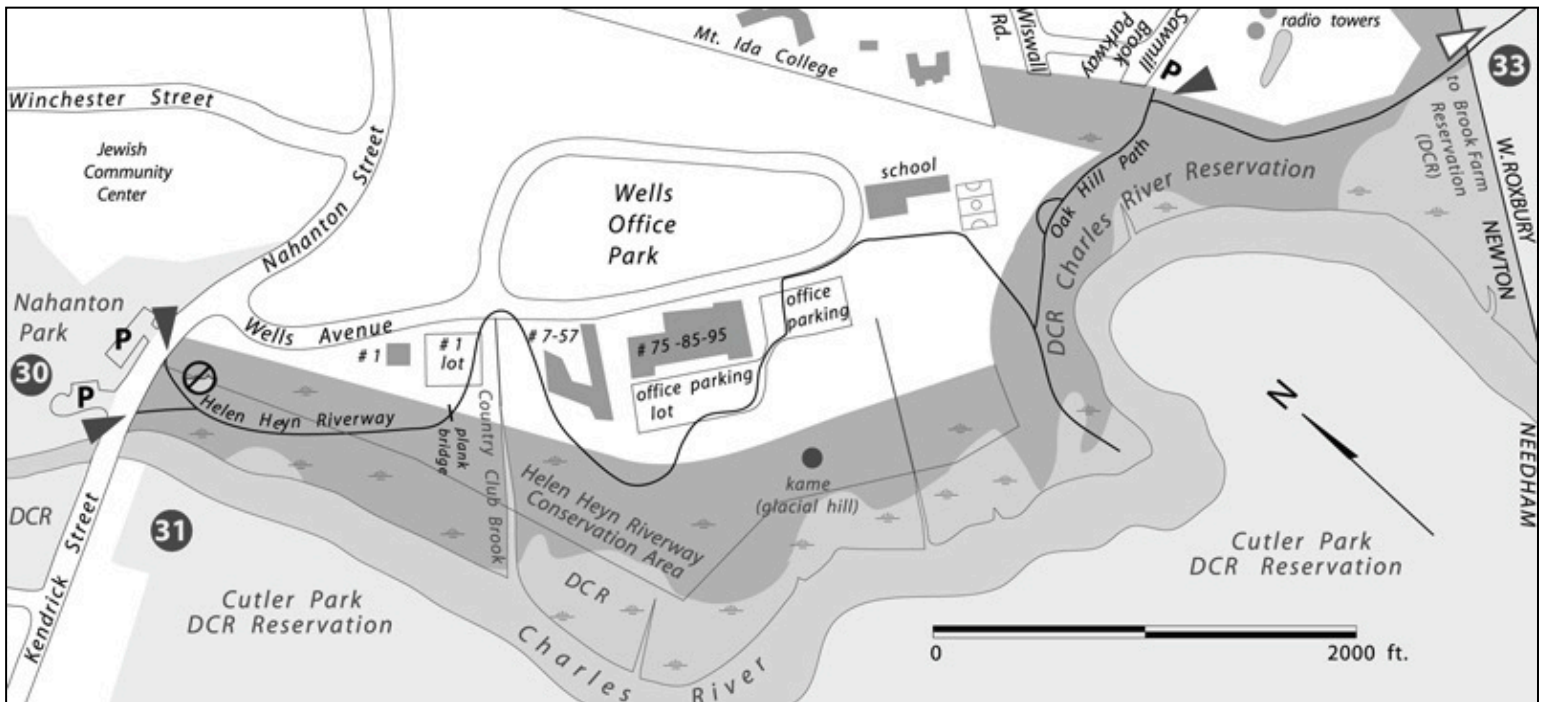 Winchester Street
Jewish
Community
Center
Nahanton Street
Mt. Ida College
Wiswall
Rd.
Sawmill
Brook
Parkway
P
radio towers
33
to Brook Farm
Reservation
(DCR)
W. ROXBURY
NEWTON
NEEDHAM
Wells
Office
Park
school
Oak Hill Path
DCR Charles River Reservation
Nahanton
Park
30
P
P
Wells Avenue
# 1
# 1
lot
# 7-57
# 75 -85-95
office
parking
office parking
lot
Helen Heyn Riverway
plank
bridge
Country Club Brook
Helen Heyn Riverway
Conservation Area
kame
(glacial hill)
N
DCR
31
Kendrick Street
Cutler Park
DCR Reservation
DCR
Charles River
Cutler Park
DCR Reservation
0
2000 ft.